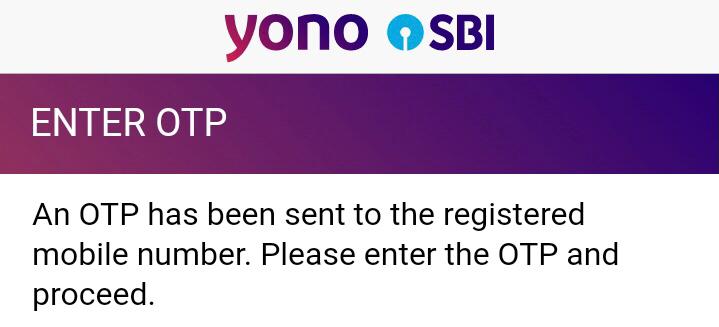 yono SBI
ENTER OTP
An OTP has been sent to the registered
mobile number. Please enter the OTP and
proceed.